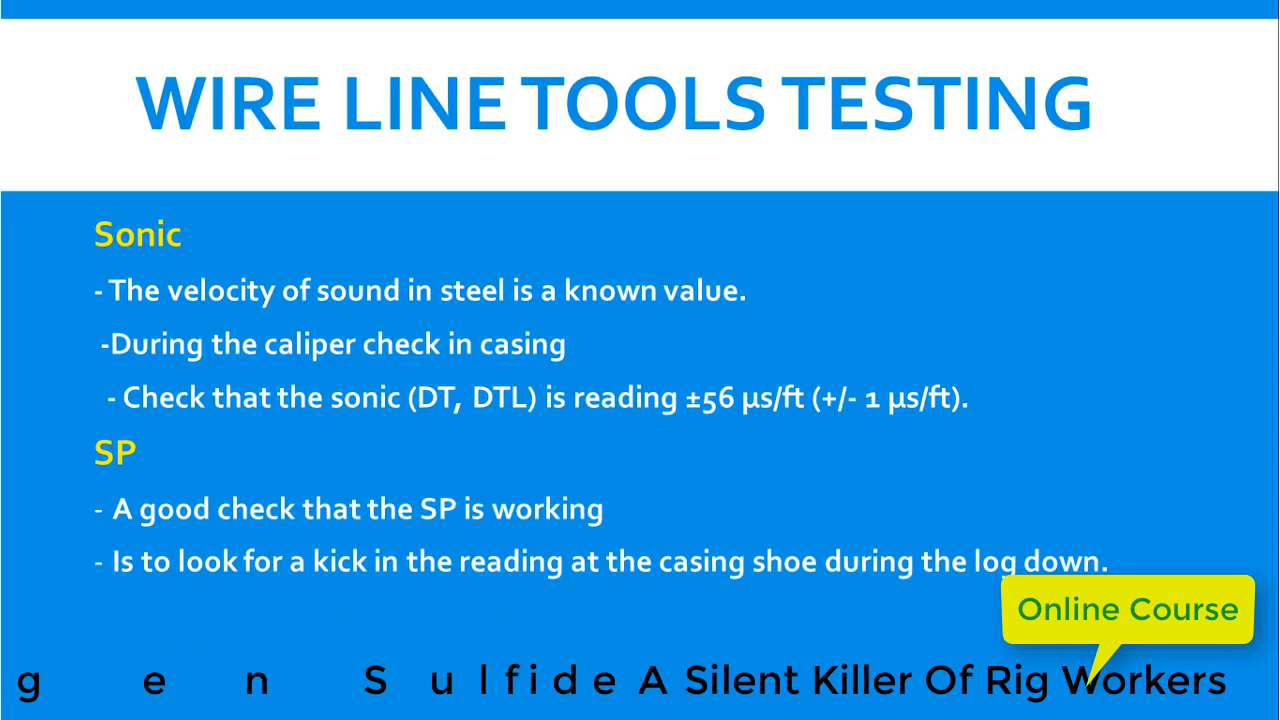 WIRE LINE TOOLS TESTING
Sonic
- The velocity of sound in steel is a known value.
-During the caliper check in casing
- Check that the sonic (DT, DTL) is reading ±56 µs/ft (+/- 1 µs/ft).
SP
- A good check that the SP is working
- Is to look for a kick in the reading at the casing shoe during the log down.
Online Course
g e n S u l f i d e A Silent Killer Of Rig Workers